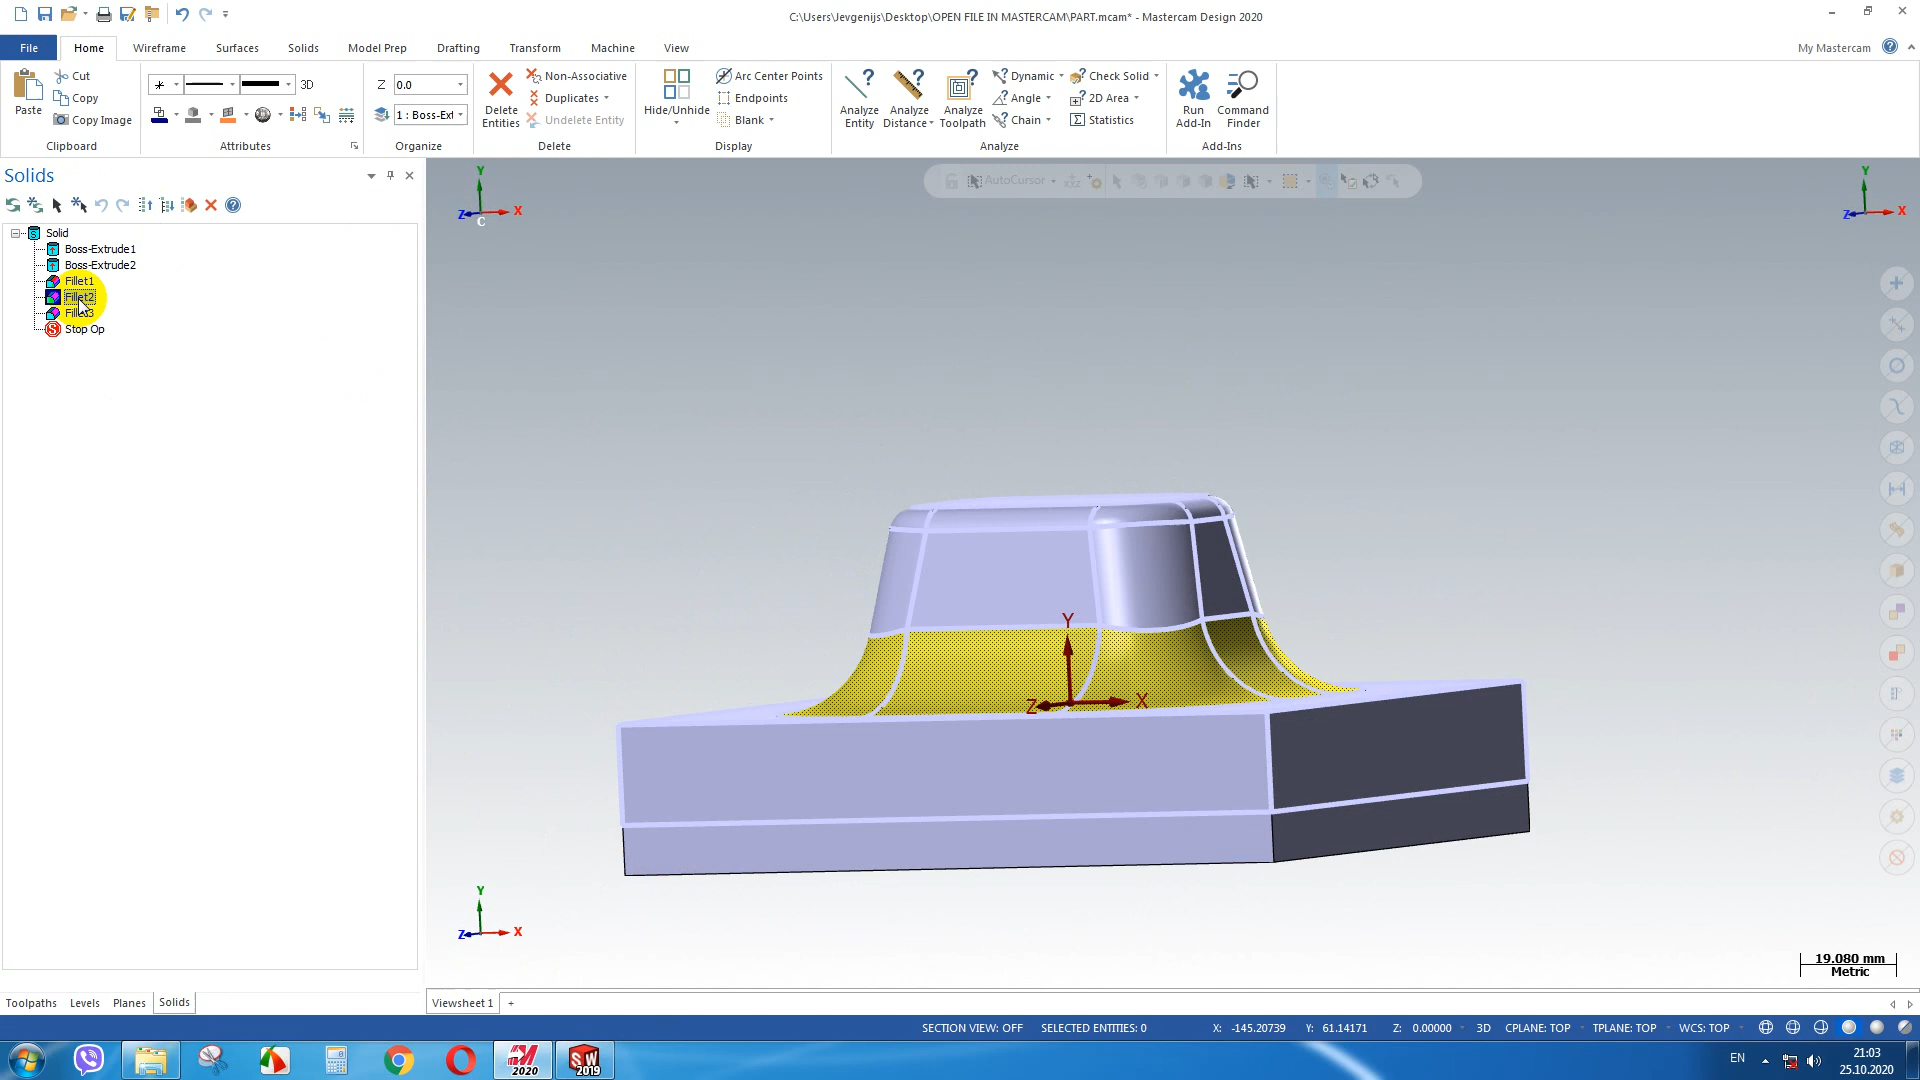 C:\Users\Jevgenijs\Desktop\OPEN FILE IN MASTERCAM\PART.mcam* - Mastercam Design 2020
File Home Wireframe Surfaces Solids Model Prep Drafting Transform Machine View My Mastercam
Paste
Cut
Copy
Copy Image
Clipboard
3D
Attributes
Z 0.0
1 : Boss-Ext
Organize
Delete Entities
Non-Associative
Duplicates
Undelete Entity
Delete
Hide/Unhide
Arc Center Points
Endpoints
Blank
Display
Analyze Entity
Analyze Distance
Analyze Toolpath
Dynamic
Angle
Chain
Check Solid
2D Area
Statistics
Analyze
Run Add-In
Command Finder
Add-Ins
Solids
Solid
Boss-Extrude1
Boss-Extrude2
Fillet1
Fillet2
Stop Op
AutoCursor
Y
Z X
C
Y
Z X
Y
Z X
Y
Z X
19.080 mm
Metric
Toolpaths Levels Planes Solids
Viewsheet 1 +
SECTION VIEW: OFF SELECTED ENTITIES: 0 X: -145.20739 Y: 61.14171 Z: 0.00000 3D CPLANE: TOP TPLANE: TOP WCS: TOP
2020
SW
2019
EN
21:03
25.10.2020